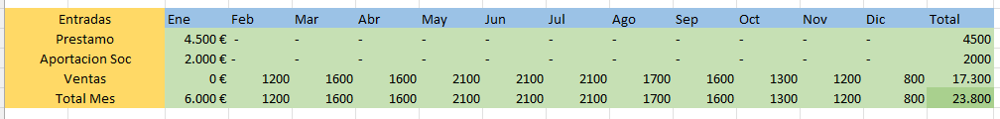 Entradas Ene Feb Mar Abr May Jun Jul Ago Sep Oct Nov Dic Total
Prestamo 4.500 € - - - - - - - - - - - 4500
Aportacion Soc 2.000 € - - - - - - - - - - - 2000
Ventas 0 € 1200 1600 1600 2100 2100 2100 1700 1600 1300 1200 800 17.300
Total Mes 6.000 € 1200 1600 1600 2100 2100 2100 1700 1600 1300 1200 800 23.800